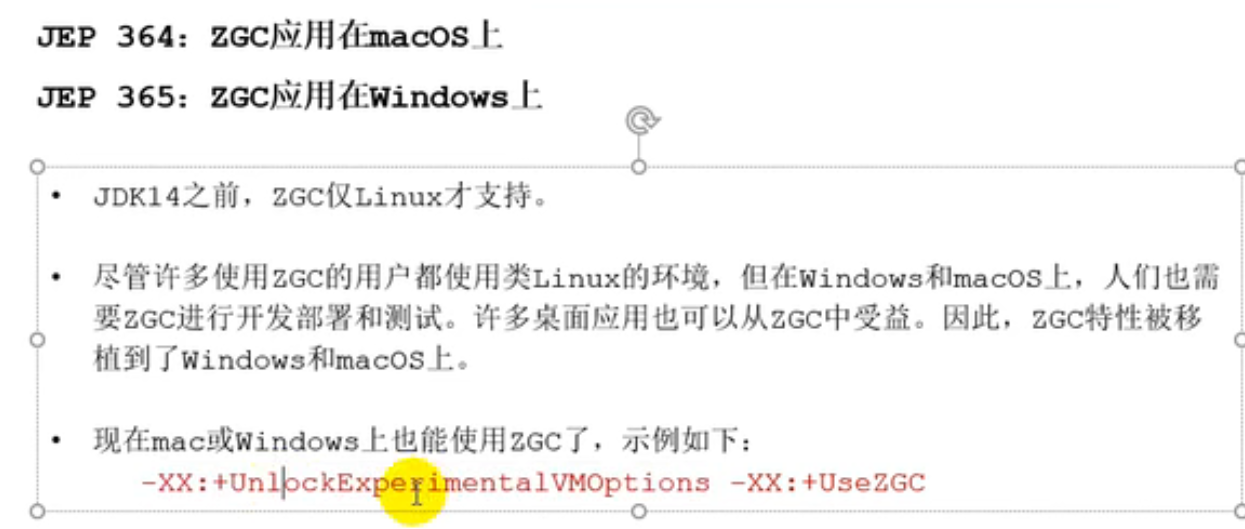 JEP 364：ZGC应用在macOS上
JEP 365：ZGC应用在Windows上
• JDK14之前，ZGC仅Linux才支持。
• 尽管许多使用ZGC的用户都使用类Linux的环境，但在Windows和macOS上，人们也需
要ZGC进行开发部署和测试。许多桌面应用也可以从ZGC中受益。因此，ZGC特性被移
植到了Windows和macOS上。
• 现在mac或Windows上也能使用ZGC了，示例如下：
-XX:+UnlockExperimentalVMOptions -XX:+UseZGC